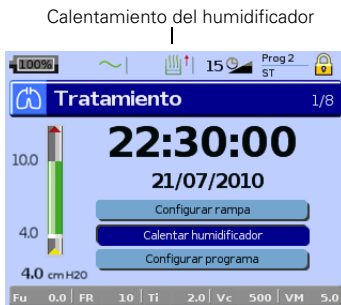 Calentamiento del humidificador
100% 15 Prog 2 ST
Tratamiento 1/8
10.0
22:30:00
21/07/2010
Configurar rampa
4.0
Calentar humidificador
Configurar programa
4.0 cmH2O
Fu 0.0 FR 10 Ti 2.0 Vc 500 VM 5.0